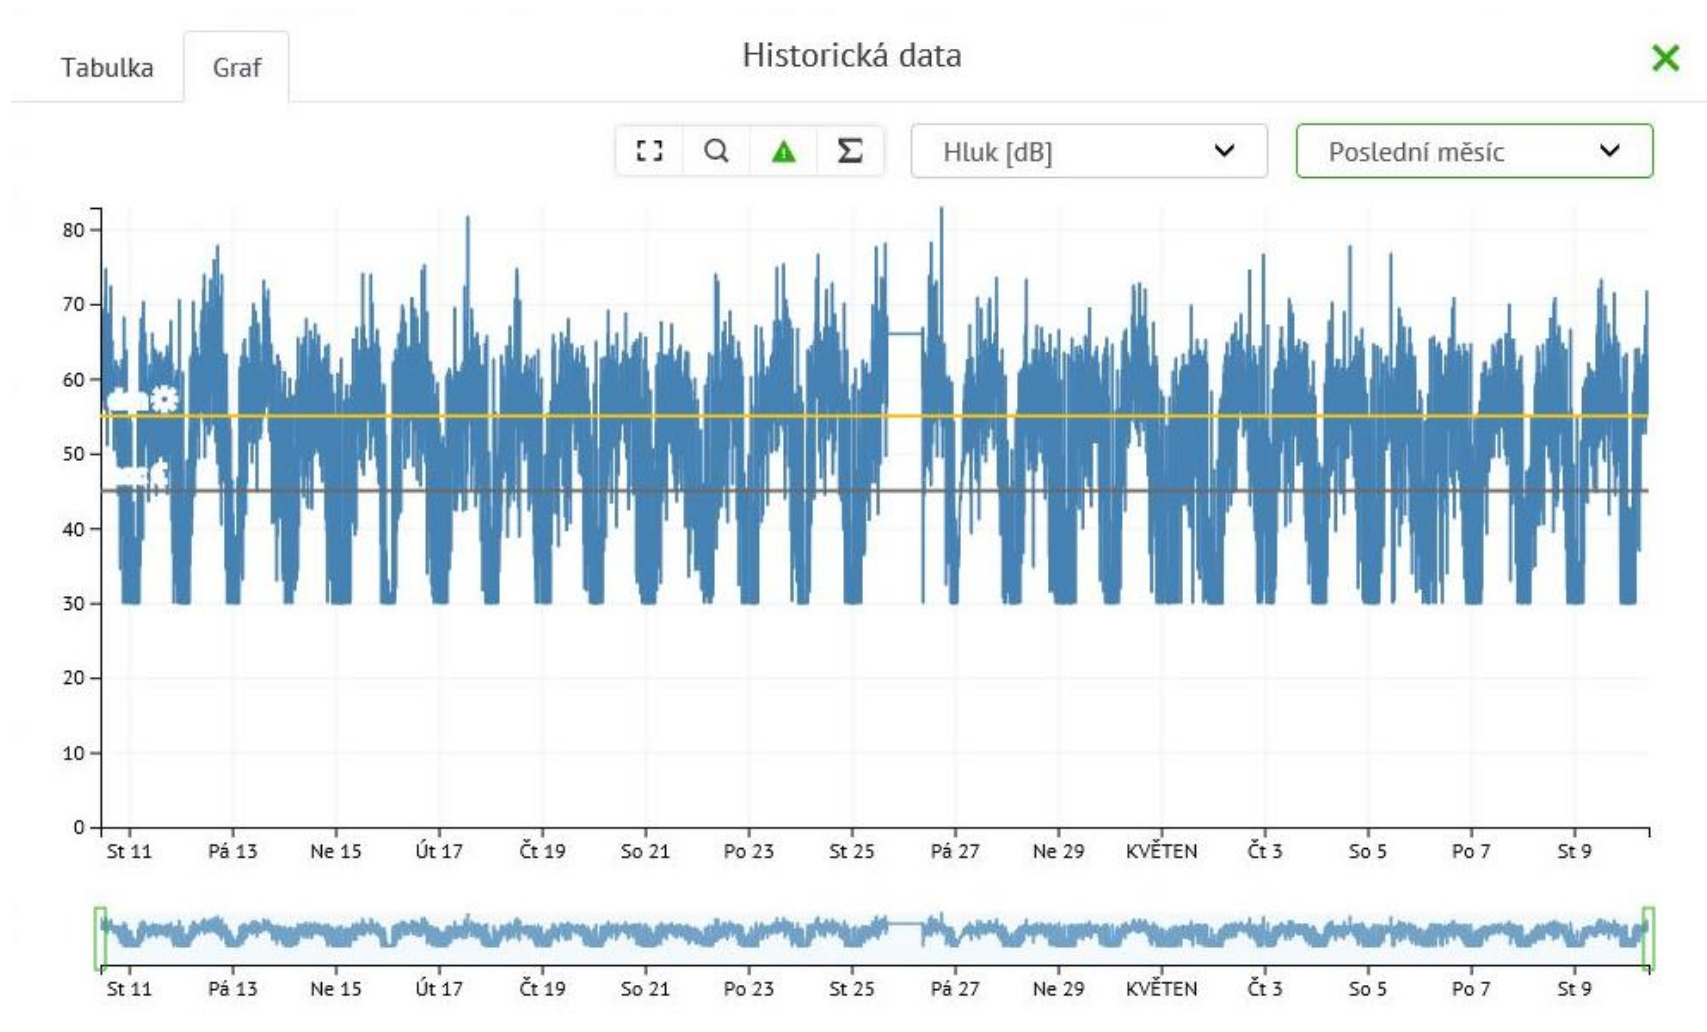 Tabulka Graf Historická data
Hluk [dB] Poslední měsíc
80
70
60
50
40
30
20
10
0
St 11 Pá 13 Ne 15 Út 17 Čt 19 So 21 Po 23 St 25 Pá 27 Ne 29 KVĚTEN Čt 3 So 5 Po 7 St 9
St 11 Pá 13 Ne 15 Út 17 Čt 19 So 21 Po 23 St 25 Pá 27 Ne 29 KVĚTEN Čt 3 So 5 Po 7 St 9